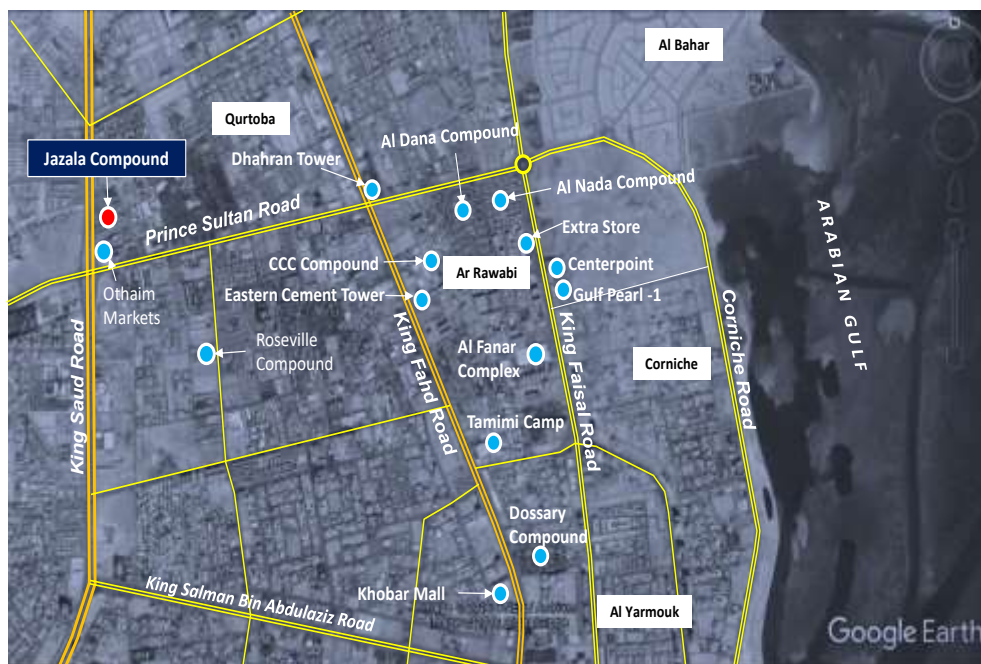 Al Bahar
Qurtoba
Al Dana Compound
Jazala Compound
Dhahran Tower
Al Nada Compound
Prince Sultan Road
ARABIAN GULF
Extra Store
CCC Compound
Ar Rawabi
Centerpoint
Othaim
Markets
Eastern Cement Tower
Gulf Pearl -1
Roseville
Compound
King Saud Road
King Fahd Road
Al Fanar
Complex
King Faisal Road
Corniche
Corniche Road
Tamimi Camp
Dossary
Compound
King Salman Bin Abdulaziz Road
Khobar Mall
Al Yarmouk
Google Earth